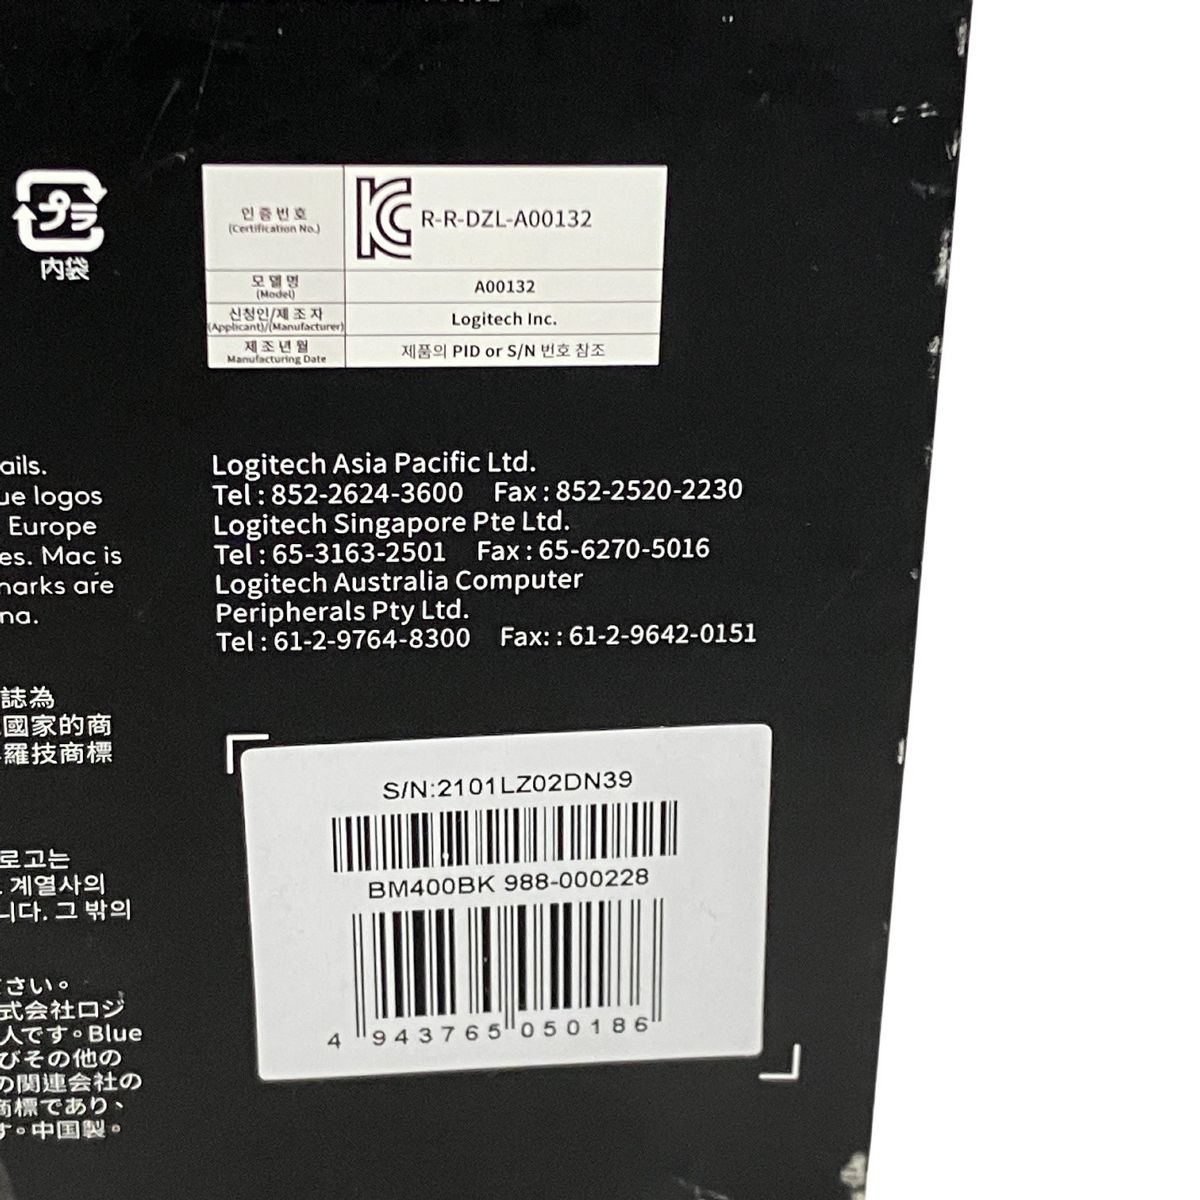 プラ
内袋
인증번호
(Certification No.)
R-R-DZL-A00132
모델명
(Model)
A00132
신청인/제조자
(Applicant)/(Manufacturer)
Logitech Inc.
제조년월
Manufacturing Date
제품의 PID or S/N 번호 참조
ails.
ue logos
Europe
es. Mac is
marks are
na.
Logitech Asia Pacific Ltd.
Tel : 852-2624-3600 Fax : 852-2520-2230
Logitech Singapore Pte Ltd.
Tel : 65-3163-2501 Fax : 65-6270-5016
Logitech Australia Computer
Peripherals Pty Ltd.
Tel : 61-2-9764-8300 Fax: : 61-2-9642-0151
誌為
國家的商
羅技商標
로고는
계열사의
니다. 그 밖의
ださい。
式会社ロジ
人です。Blue
びその他の
の関連会社の
商標であり、
す。中国製。
S/N:2101LZ02DN39
BM400BK 988-000228
4 943765 050186